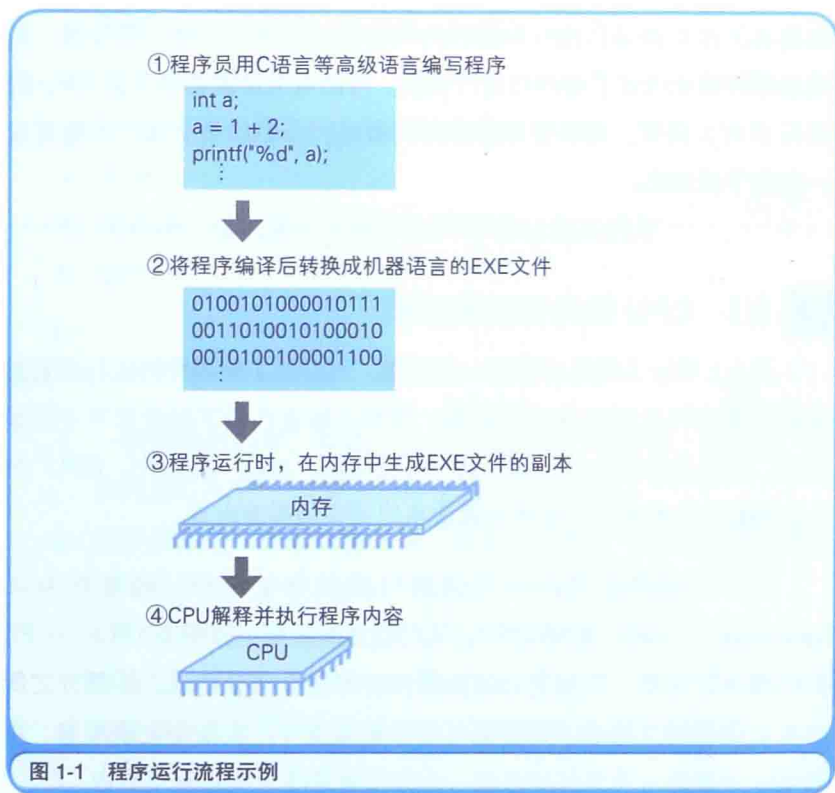 ①程序员用C语言等高级语言编写程序
int a;
a = 1 + 2;
printf("%d", a);
⋮
②将程序编译后转换成机器语言的EXE文件
0100101000010111
0011010010100010
0010100100001100
⋮
③程序运行时，在内存中生成EXE文件的副本
内存
④CPU解释并执行程序内容
CPU
图 1-1 程序运行流程示例